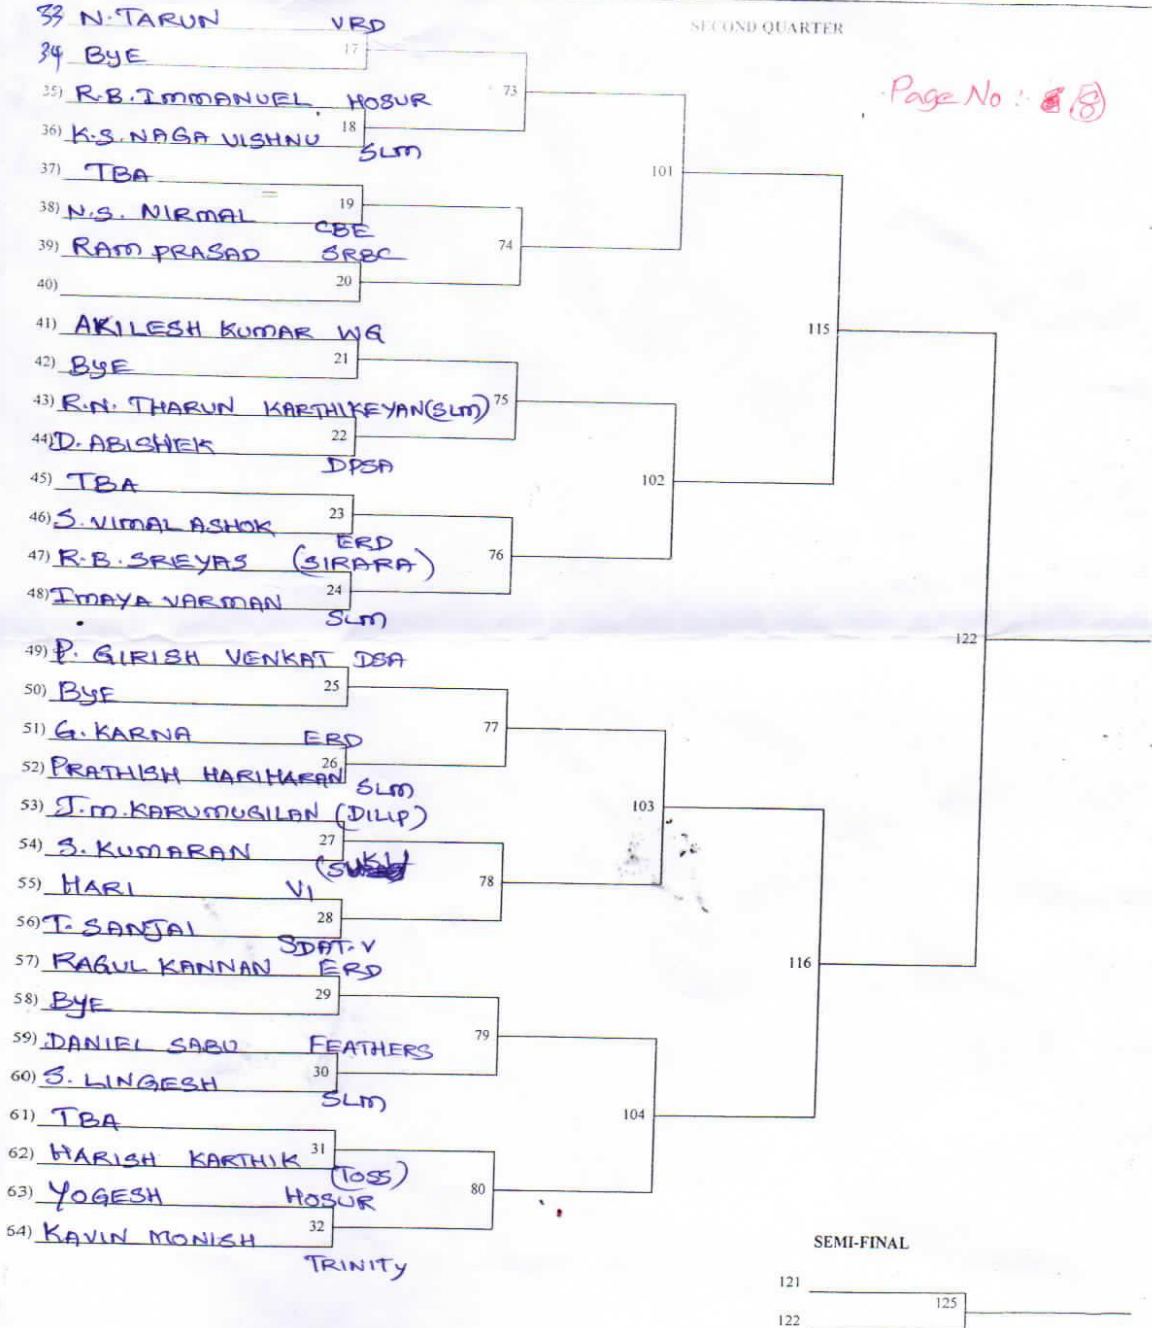 33 N. TARUN VRD
SECOND QUARTER
34 BYE 17
Page No : 8
35) R.B. IMMANUEL HOSUR 73
36) K.S. NAGA VISHNU 18
SLM
37) TBA 101
38) N.S. NIRMAL 19
CBE
39) RAM PRASAD SRBC 74
40) 20
41) AKILESH KUMAR WG 115
42) BYE 21
43) R.N. THARUN KARTHIKEYAN (SLM) 75
44) D. ABISHEK 22
DPSA
45) TBA 102
46) S. VIMAL ASHOK 23
ERD
47) R.B. SREYAS (SIRARA) 76
48) IMAYA VARMAN 24
SLM
122
49) P. GIRISH VENKAT DSA
50) BYE 25
51) G. KARNA ERD 77
52) PRATHISH HARIHARAN 26
SLM
53) J.M. KARUMUGILAN (DILIP) 103
54) S. KUMARAN 27
55) HARI VI 78
56) T. SANJAI 28
SDAT.V
57) RAGUL KANNAN ERD 116
58) BYE 29
59) DANIEL SABU FEATHERS 79
60) S. LINGESH 30
SLM
61) TBA 104
62) HARISH KARTHIK 31
(TOSS)
63) YOGESH HOSUR 80
64) KAVIN MONISH 32
TRINITY
SEMI-FINAL
121
125
122